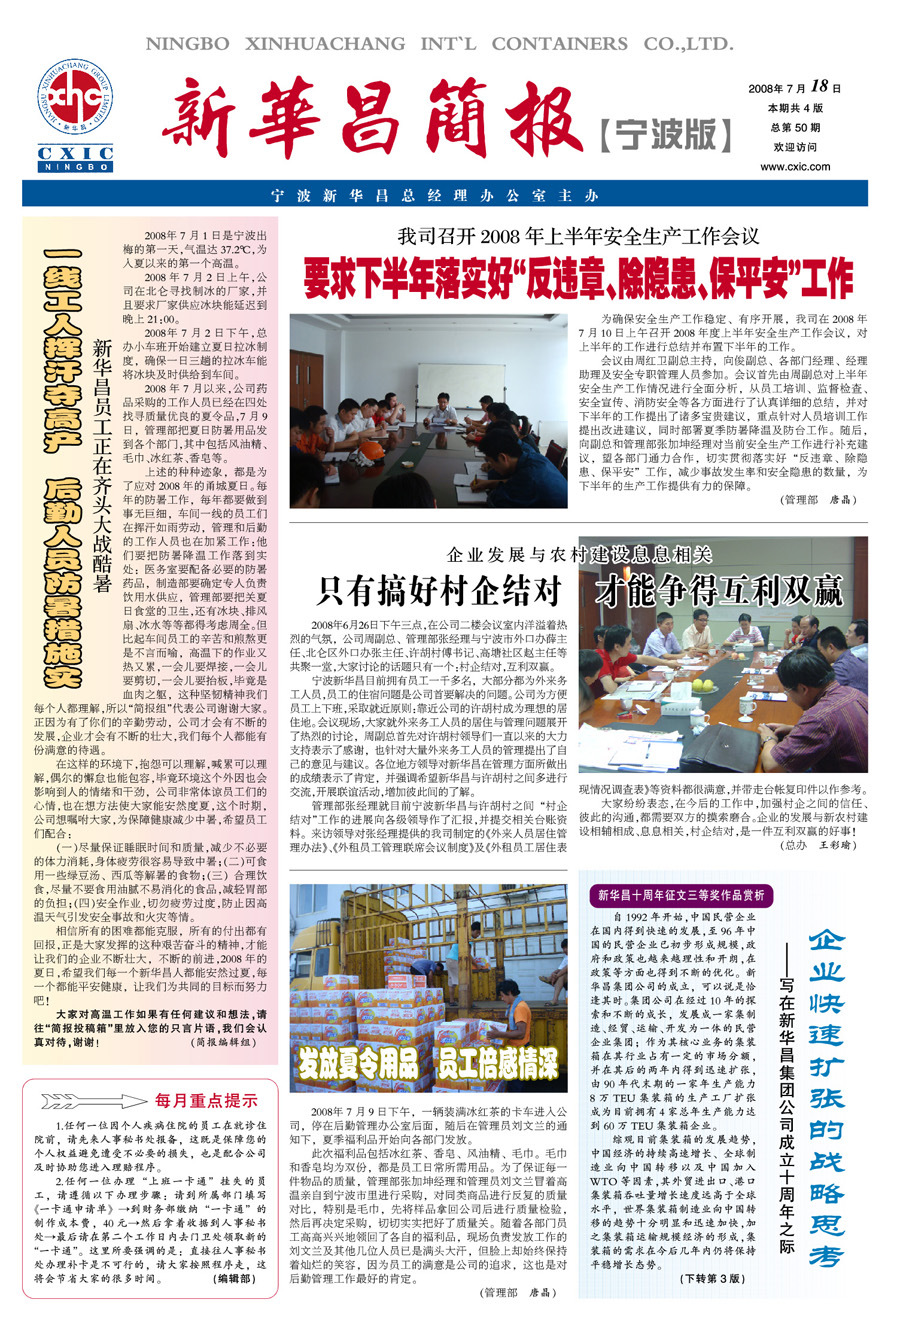 NINGBO XINHUACHANG INT`L CONTAINERS CO.,LTD.
JIANGSU XINHUACHANG GROUP LIMITED
xhc
·新华昌·
CXIC
NINGBO
新華昌簡报
【宁波版】
2008年7月18日
本期共4版
总第50期
欢迎访问
www.cxic.com
宁波新华昌总经理办公室主办
一线工人挥汗夺高产 后勤人员防暑措施实
新华昌员工正在齐头大战酷暑
2008年7月1日是宁波出
梅的第一天,气温达37.2℃,为
入夏以来的第一个高温。
2008年7月2日上午,公
司在北仑寻找制冰的厂家,并
且要求厂家供应冰块能延迟到
晚上21:00。
2008年7月2日下午,总
办小车班开始建立夏日拉冰制
度，确保一日三趟的拉冰车能
将冰块及时供给到车间。
2008年7月以来,公司药
品采购的工作人员已经在四处
找寻质量优良的夏令品,7月9
日，管理部把夏日防暑用品发
到各个部门,其中包括风油精、
毛巾、冰红茶、香皂等。
上述的种种迹象，都是为
了应对2008年的甬城夏日。每
年的防暑工作，每年都要做到
事无巨细，车间一线的员工们
在挥汗如雨劳动，管理和后勤
的工作人员也在加紧工作:他
们要把防暑降温工作落到实
处：医务室要配备必要的防暑
药品，制造部要确定专人负责
饮用水供应，管理部要把关夏
日食堂的卫生,还有冰块、排风
扇、冰水等等都得考虑周全。但
比起车间员工的辛苦和煎熬更
是不言而喻，高温下的作业又
热又累,一会儿要焊接,一会儿
要剪切,一会儿要抬板,毕竟是
血肉之躯，这种坚韧精神我们
每个人都理解,所以“简报组”代表公司谢谢大家。
正因为有了你们的辛勤劳动，公司才会有不断的
发展,企业才会有不断的壮大,我们每个人都能有
份满意的待遇。
在这样的环境下,抱怨可以理解,喊累可以理
解,偶尔的懈怠也能包容,毕竟环境这个外因也会
影响到人的情绪和干劲，公司非常体谅员工们的
心情,也在想方法使大家能安然度夏,这个时期,
公司想嘱咐大家,为保障健康减少中暑,希望员工
们配合:
(一)尽量保证睡眠时间和质量,减少不必要
的体力消耗,身体疲劳很容易导致中暑;(二)可食
用一些绿豆汤、西瓜等解暑的食物;(三）合理饮
食,尽量不要食用油腻不易消化的食品,减轻胃部
的负担;(四)安全作业,切勿疲劳过度,防止因高
温天气引发安全事故和火灾等情。
相信所有的困难都能克服，所有的付出都有
回报,正是大家发挥的这种艰苦奋斗的精神,才能
让我们的企业不断壮大，不断的前进,2008年的
夏日,希望我们每一个新华昌人都能安然过夏,每
一个都能平安健康，让我们为共同的目标而努力
吧!
大家对高温工作如果有任何建议和想法,请
往“简报投稿箱”里放入您的只言片语,我们会认
真对待,谢谢! (简报编辑组)
每月重点提示
1.任何一位因个人疾病住院的员工在就诊住
院前，请先来人事秘书处报备，这既是保障您的
个人权益避免遭受不必要的损失，也是配合公司
及时协助您进入理赔程序。
2.任何一位办理“上班一卡通”挂失的员
工，请遵循以下办理步骤：请到所属部门填写
《一卡通申请单》→到财务部缴纳“一卡通”的
制作成本费，40元→然后拿着收据到人事秘书
处→最后请在第二个工作日内去门卫处领取新的
“一卡通”。这里所要强调的是：直接往人事秘书
处办理补卡是不可行的，请大家按照程序走，这
将会节省大家的很多时间。 (编辑部)
我司召开2008年上半年安全生产工作会议
要求下半年落实好“反违章、除隐患、保平安”工作
为确保安全生产工作稳定、有序开展，我司在2008年
7月10日上午召开2008年度上半年安全生产工作会议，对
上半年的工作进行总结并布置下半年的工作。
会议由周红卫副总主持，向俊副总、各部门经理、经理
助理及安全专职管理人员参加。会议首先由周副总对上半年
安全生产工作情况进行全面分析，从员工培训、监督检查、
安全宣传、消防安全等各方面进行了认真详细的总结，并对
下半年的工作提出了诸多宝贵建议，重点针对人员培训工作
提出改进建议，同时部署夏季防暑降温及防台工作。随后,
向副总和管理部张加坤经理对当前安全生产工作进行补充建
议，望各部门通力合作，切实贯彻落实好“反违章、除隐
患、保平安”工作，减少事故发生率和安全隐患的数量，为
下半年的生产工作提供有力的保障。
(管理部 唐晶)
企业发展与农村建设息息相关
只有搞好村企结对 才能争得互利双赢
2008年6月26日下午三点,在公司二楼会议室内洋溢着热
烈的气氛，公司周副总、管理部张经理与宁波市外口办薛主
任、北仑区外口办张主任、许胡村傅书记、高塘社区赵主任等
共聚一堂,大家讨论的话题只有一个:村企结对,互利双赢。
宁波新华昌目前拥有员工一千多名，大部分都为外来务
工人员,员工的住宿问题是公司首要解决的问题。公司为方便
员工上下班,采取就近原则;靠近公司的许胡村成为理想的居
住地。会议现场,大家就外来务工人员的居住与管理问题展开
了热烈的讨论，周副总首先对许胡村领导们一直以来的大力
支持表示了感谢，也针对大量外来务工人员的管理提出了自
己的意见与建议。各位地方领导对新华昌在管理方面所做出
的成绩表示了肯定，并强调希望新华昌与许胡村之间多进行
交流,开展联谊活动,增加彼此间的了解。
管理部张经理就目前宁波新华昌与许胡村之间“村企
结对”工作的进展向各级领导作了汇报,并提交相关台账资
料。来访领导对张经理提供的我司制定的《外来人员居住管
理办法》、《外租员工管理联席会议制度》及《外租员工居住表
现情况调查表》等资料都很满意,并带走台帐复印件以作参考。
大家纷纷表态,在今后的工作中,加强村企之间的信任、
彼此的沟通,都需要双方的摸索磨合。企业的发展与新农村建
设相辅相成、息息相关,村企结对,是一件互利双赢的好事!
(总办 王彩瑜)
发放夏令用品 员工倍感情深
2008年7月9日下午，一辆装满冰红茶的卡车进入公
司，停在后勤管理办公室后面，随后在管理员刘文兰的通
知下，夏季福利品开始向各部门发放。
此次福利品包括冰红茶、香皂、风油精、毛巾。毛巾
和香皂均为双份，都是员工日常所需用品。为了保证每一
件物品的质量，管理部张加坤经理和管理员刘文兰冒着高
温亲自到宁波市里进行采购，对同类商品进行反复的质量
对比，特别是毛巾，先将样品拿回公司后进行质量检验，
然后再决定采购，切切实实把好了质量关。随着各部门员
工高高兴兴地领回了各自的福利品，现场负责发放工作的
刘文兰及其他几位人员已是满头大汗，但脸上却始终保持
着灿烂的笑容，因为员工的满意是公司的追求，这也是对
后勤管理工作最好的肯定。
(管理部 唐晶)
新华昌十周年征文三等奖作品赏析
企业快速扩张的战略思考
——写在新华昌集团公司成立十周年之际
自1992年开始,中国民营企业
在国内得到快速的发展,至96年中
国的民营企业已初步形成规模,政
府和政策也越来越理性和开朗,在
政策等方面也得到不断的优化。新
华昌集团公司的成立，可以说是恰
逢其时。集团公司在经过10年的探
索和不断的成长，发展成一家集制
造、经贸、运输、开发为一体的民营
企业集团；作为其核心业务的集装
箱在其行业占有一定的市场分额,
并在其后的两年内得到迅速扩张,
由90年代末期的一家年生产能力
8万TEU集装箱的生产工厂扩张
成为目前拥有4家总年生产能力达
到60万TEU集装箱企业。
综观目前集装箱的发展趋势,
中国经济的持续高速增长、全球制
造业向中国转移以及中国加入
WTO等因素,其外贸进出口、港口
集装箱吞吐量增长速度远高于全球
水平，世界集装箱制造业向中国转
移的趋势十分明显和迅速加快,加
之集装箱运输规模经济的形成,集
装箱的需求在今后几年内仍将保持
平稳增长态势。
(下转第3版)